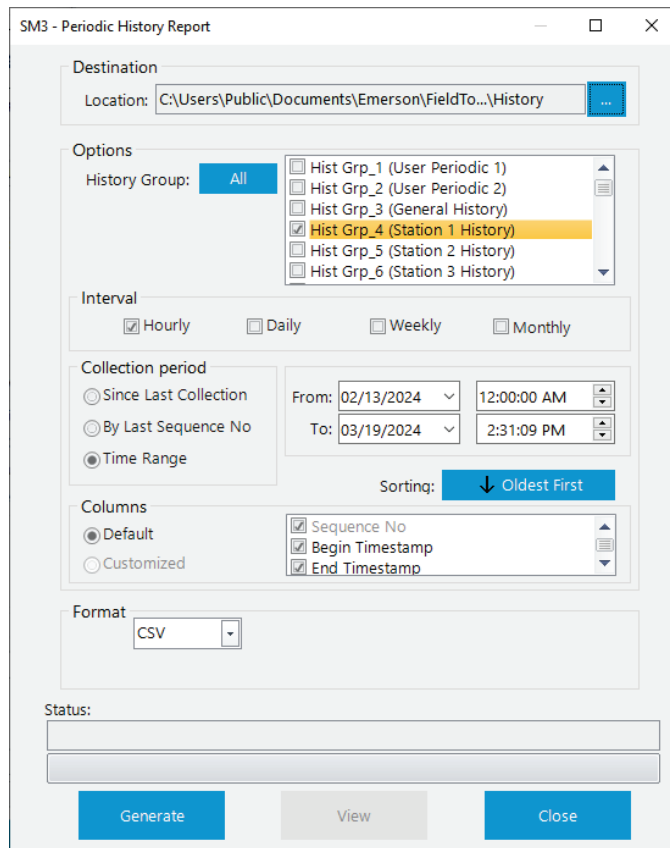 SM3 - Periodic History Report
Destination
Location: C:\Users\Public\Documents\Emerson\FieldTo...\History ...
Options
History Group: All
Hist Grp_1 (User Periodic 1)
Hist Grp_2 (User Periodic 2)
Hist Grp_3 (General History)
Hist Grp_4 (Station 1 History)
Hist Grp_5 (Station 2 History)
Hist Grp_6 (Station 3 History)
Interval
Hourly Daily Weekly Monthly
Collection period
Since Last Collection
By Last Sequence No
Time Range
From: 02/13/2024 12:00:00 AM
To: 03/19/2024 2:31:09 PM
Sorting: Oldest First
Columns
Default
Customized
Sequence No
Begin Timestamp
End Timestamp
Format
CSV
Status:
Generate View Close